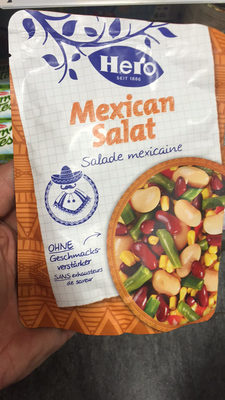 Hero
SEIT 1886
Mexican
Salat
Salade mexicaine
OHNE
Geschmacks-
verstärker
SANS exhausteurs
de saveur